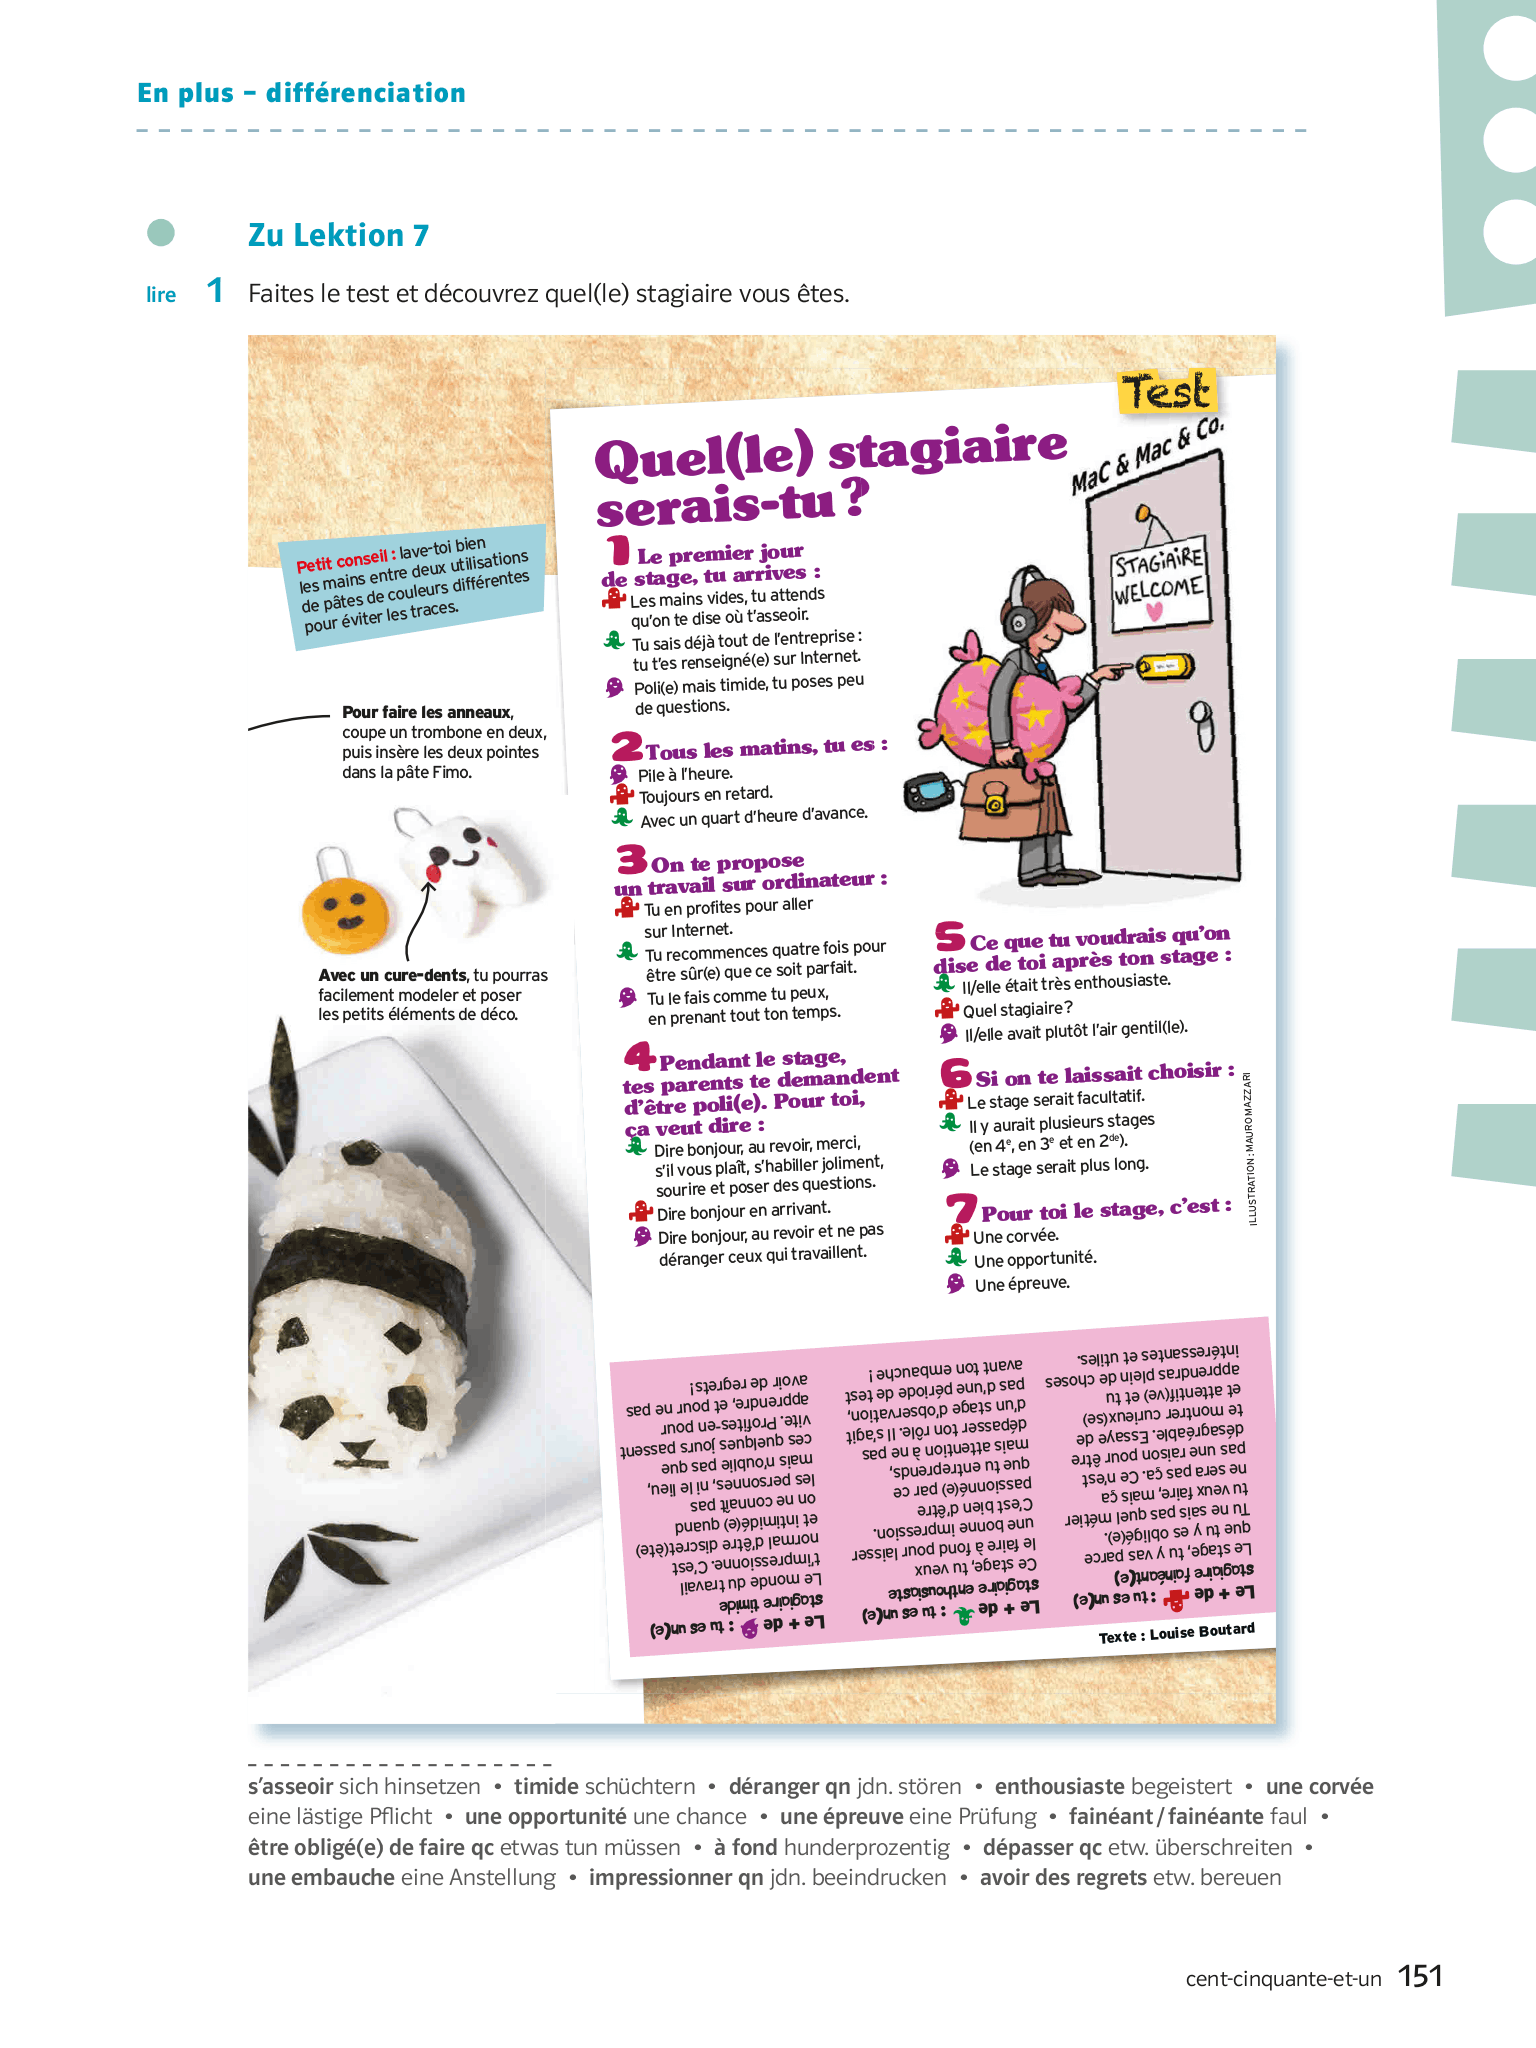 En plus – différenciation
Zu Lektion 7
lire 1 Faites le test et découvrez quel(le) stagiaire vous êtes.
Petit conseil : lave-toi bien
les mains entre deux utilisations
de pâtes de couleurs différentes
pour éviter les traces.
Pour faire les anneaux,
coupe un trombone en deux,
puis insère les deux pointes
dans la pâte Fimo.
Avec un cure-dents, tu pourras
facilement modeler et poser
les petits éléments de déco.
Test
Quel(le) stagiaire
serais-tu ?
MaC & Mac & Co.
STAGIAIRE
WELCOME
1 Le premier jour
de stage, tu arrives :
Les mains vides, tu attends
qu'on te dise où t'asseoir.
Tu sais déjà tout de l'entreprise :
tu t'es renseigné(e) sur Internet.
Poli(e) mais timide, tu poses peu
de questions.
2 Tous les matins, tu es :
Pile à l'heure.
Toujours en retard.
Avec un quart d'heure d'avance.
3 On te propose
un travail sur ordinateur :
Tu en profites pour aller
sur Internet.
Tu recommences quatre fois pour
être sûr(e) que ce soit parfait.
Tu le fais comme tu peux,
en prenant tout ton temps.
4 Pendant le stage,
tes parents te demandent
d'être poli(e). Pour toi,
ça veut dire :
Dire bonjour, au revoir, merci,
s'il vous plaît, s'habiller joliment,
sourire et poser des questions.
Dire bonjour en arrivant.
Dire bonjour, au revoir et ne pas
déranger ceux qui travaillent.
5 Ce que tu voudrais qu'on
dise de toi après ton stage :
Il/elle était très enthousiaste.
Quel stagiaire ?
Il/elle avait plutôt l'air gentil(le).
6 Si on te laissait choisir :
Le stage serait facultatif.
Il y aurait plusieurs stages
(en 4e, en 3e et en 2de).
Le stage serait plus long.
7 Pour toi le stage, c'est :
Une corvée.
Une opportunité.
Une épreuve.
ILLUSTRATION : MAURO MAZZARI
Le + de : tu es un(e)
stagiaire fainéant(e)
Le stage, tu y vas parce
que tu y es obligé(e).
Tu ne sais pas quel métier
tu veux faire, mais ça
ne sera pas ça. Ce n'est
pas une raison pour être
désagréable. Essaye de
te montrer curieux(se)
et attentif(ve) et tu
apprendras plein de choses
intéressantes et utiles.
Le + de : tu es un(e)
stagiaire enthousiaste
Ce stage, tu veux
le faire à fond pour laisser
une bonne impression.
C'est bien d'être
passionné(e) par ce
que tu entreprends,
mais attention à ne pas
dépasser ton rôle. Il s'agit
d'un stage d'observation,
pas d'une période de test
avant ton embauche !
Le + de : tu es un(e)
stagiaire timide
Le monde du travail
t'impressionne. C'est
normal d'être discret(ète)
et intimidé(e) quand
on ne connaît pas
les personnes, ni le lieu,
mais n'oublie pas que
ces quelques jours passent
vite. Profites-en pour
apprendre, et pour ne pas
avoir de regrets!
Texte : Louise Boutard
s'asseoir sich hinsetzen • timide schüchtern • déranger qn jdn. stören • enthousiaste begeistert • une corvée
eine lästige Pflicht • une opportunité une chance • une épreuve eine Prüfung • fainéant / fainéante faul •
être obligé(e) de faire qc etwas tun müssen • à fond hunderprozentig • dépasser qc etw. überschreiten •
une embauche eine Anstellung • impressionner qn jdn. beeindrucken • avoir des regrets etw. bereuen
cent-cinquante-et-un 151